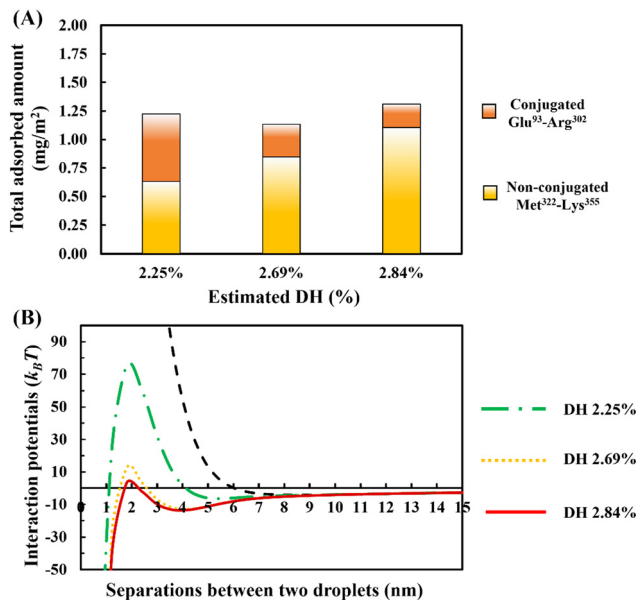 (A)
Total adsorbed amount
(mg/m²)
2.00
1.75
1.50
1.25
1.00
0.75
0.50
0.25
0.00
2.25% 2.69% 2.84%
Estimated DH (%)
Conjugated
Glu⁹³-Arg³⁰²
Non-conjugated
Met³²²-Lys³⁵⁵
(B)
Interaction potentials (k_BT)
90
70
50
30
10
-10
-30
-50
0 1 2 3 4 5 6 7 8 9 10 11 12 13 14 15
Separations between two droplets (nm)
DH 2.25%
DH 2.69%
DH 2.84%